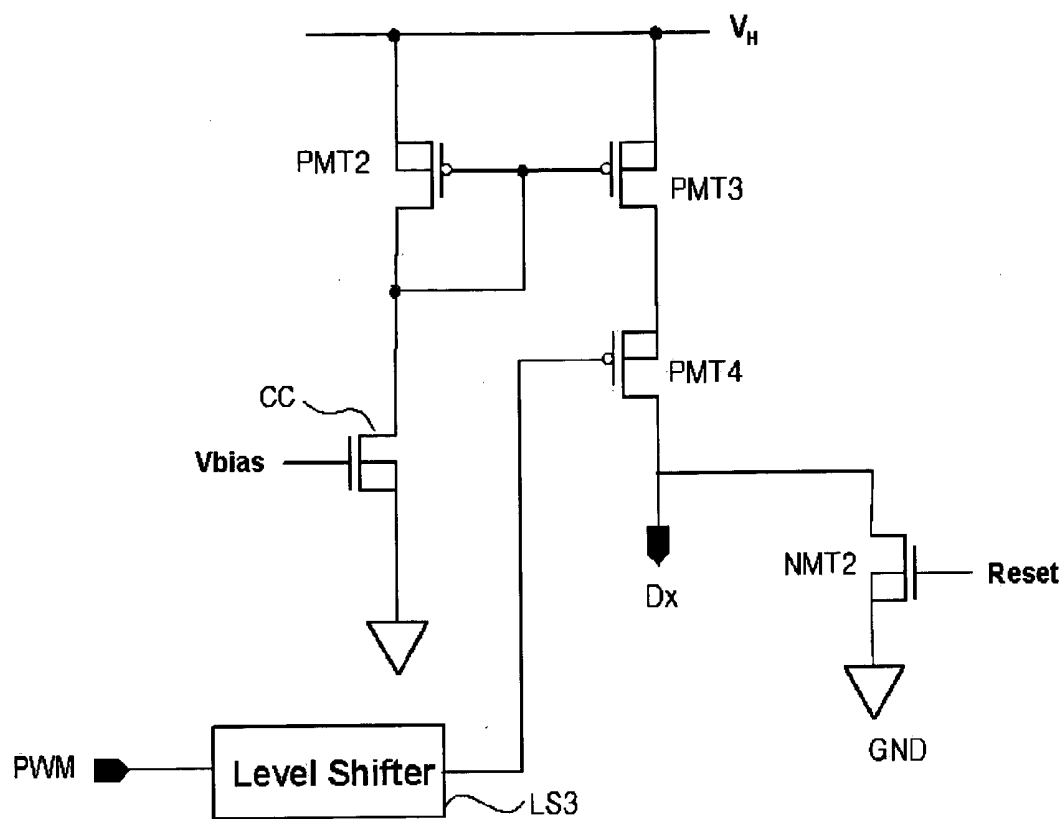 V_H
PMT2
PMT3
PMT4
CC
Vbias
NMT2
Reset
Dx
GND
PWM
Level Shifter
LS3